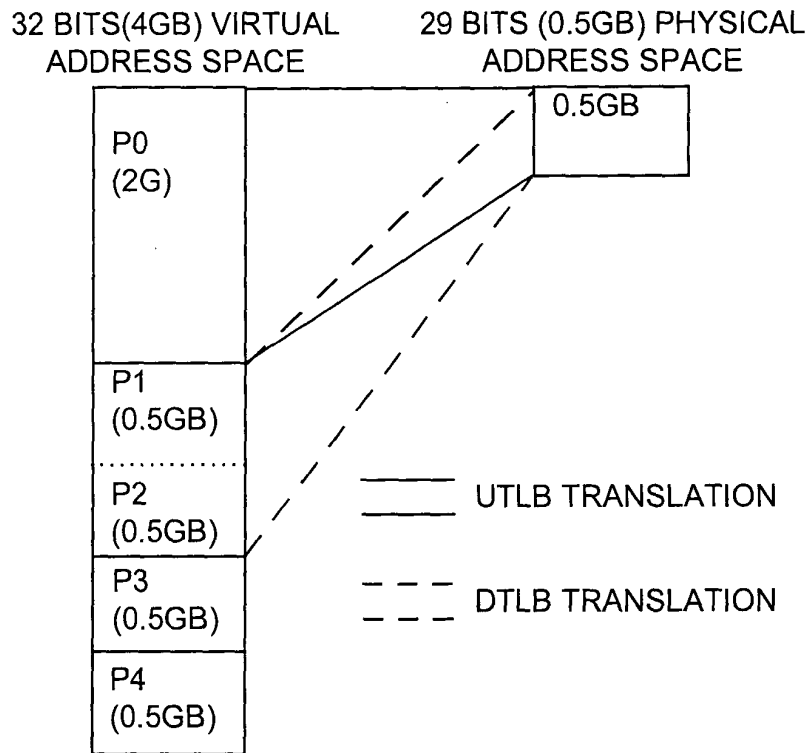 32 BITS(4GB) VIRTUAL
ADDRESS SPACE
29 BITS (0.5GB) PHYSICAL
ADDRESS SPACE
P0
(2G)
0.5GB
P1
(0.5GB)
P2
(0.5GB)
P3
(0.5GB)
P4
(0.5GB)
UTLB TRANSLATION
DTLB TRANSLATION